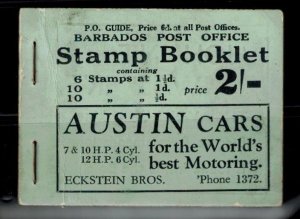 P.O. GUIDE, Price 6d. at all Post Offices.
BARBADOS POST OFFICE
Stamp Booklet
containing
6 Stamps at 1½d.
10 " " 1d.
10 " " ½d.
price 2/-
AUSTIN CARS
7 & 10 H.P. 4 Cyl.
12 H.P. 6 Cyl.
for the World's
best Motoring.
ECKSTEIN BROS. 'Phone 1372.